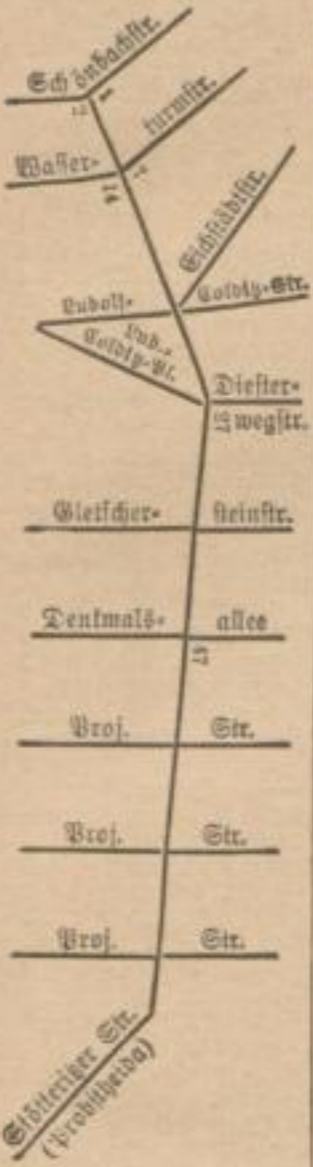 Schönbachstr.
Wasser- turmstr.
14
Eichstädtstr.
Ludolf- Colditz-Str.
Lud.-
Colditz-Pl.
Diester-
wegstr.
Gletscher- steinstr.
Denkmals- allee
Proj. Str.
Proj. Str.
Proj. Str.
Stötteritzer Str.
(Probstheida)